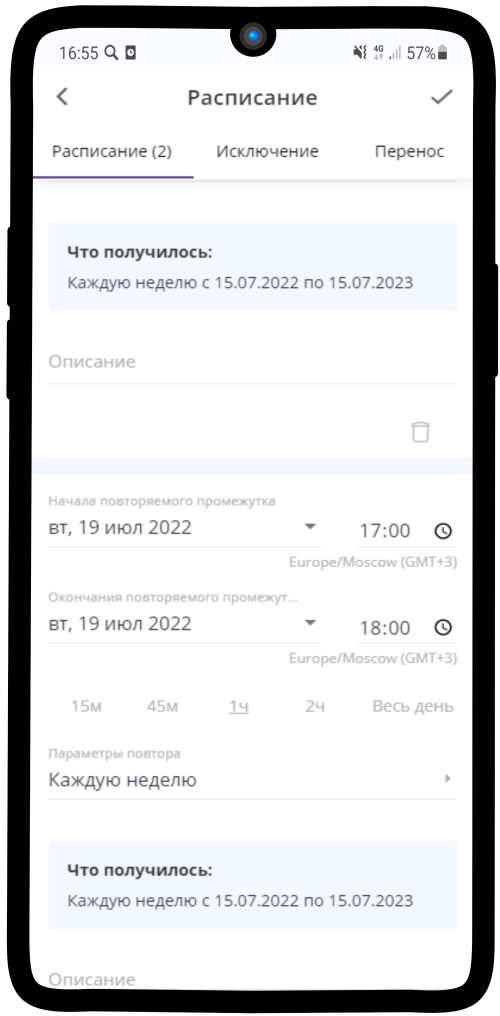 16:55 4G 57%
Расписание
Расписание (2) Исключение Перенос
Что получилось:
Каждую неделю с 15.07.2022 по 15.07.2023
Описание
Начала повторяемого промежутка
вт, 19 июл 2022 17:00
Europe/Moscow (GMT+3)
Окончания повторяемого промежут...
вт, 19 июл 2022 18:00
Europe/Moscow (GMT+3)
15м 45м 1ч 2ч Весь день
Параметры повтора
Каждую неделю
Что получилось:
Каждую неделю с 15.07.2022 по 15.07.2023
Описание